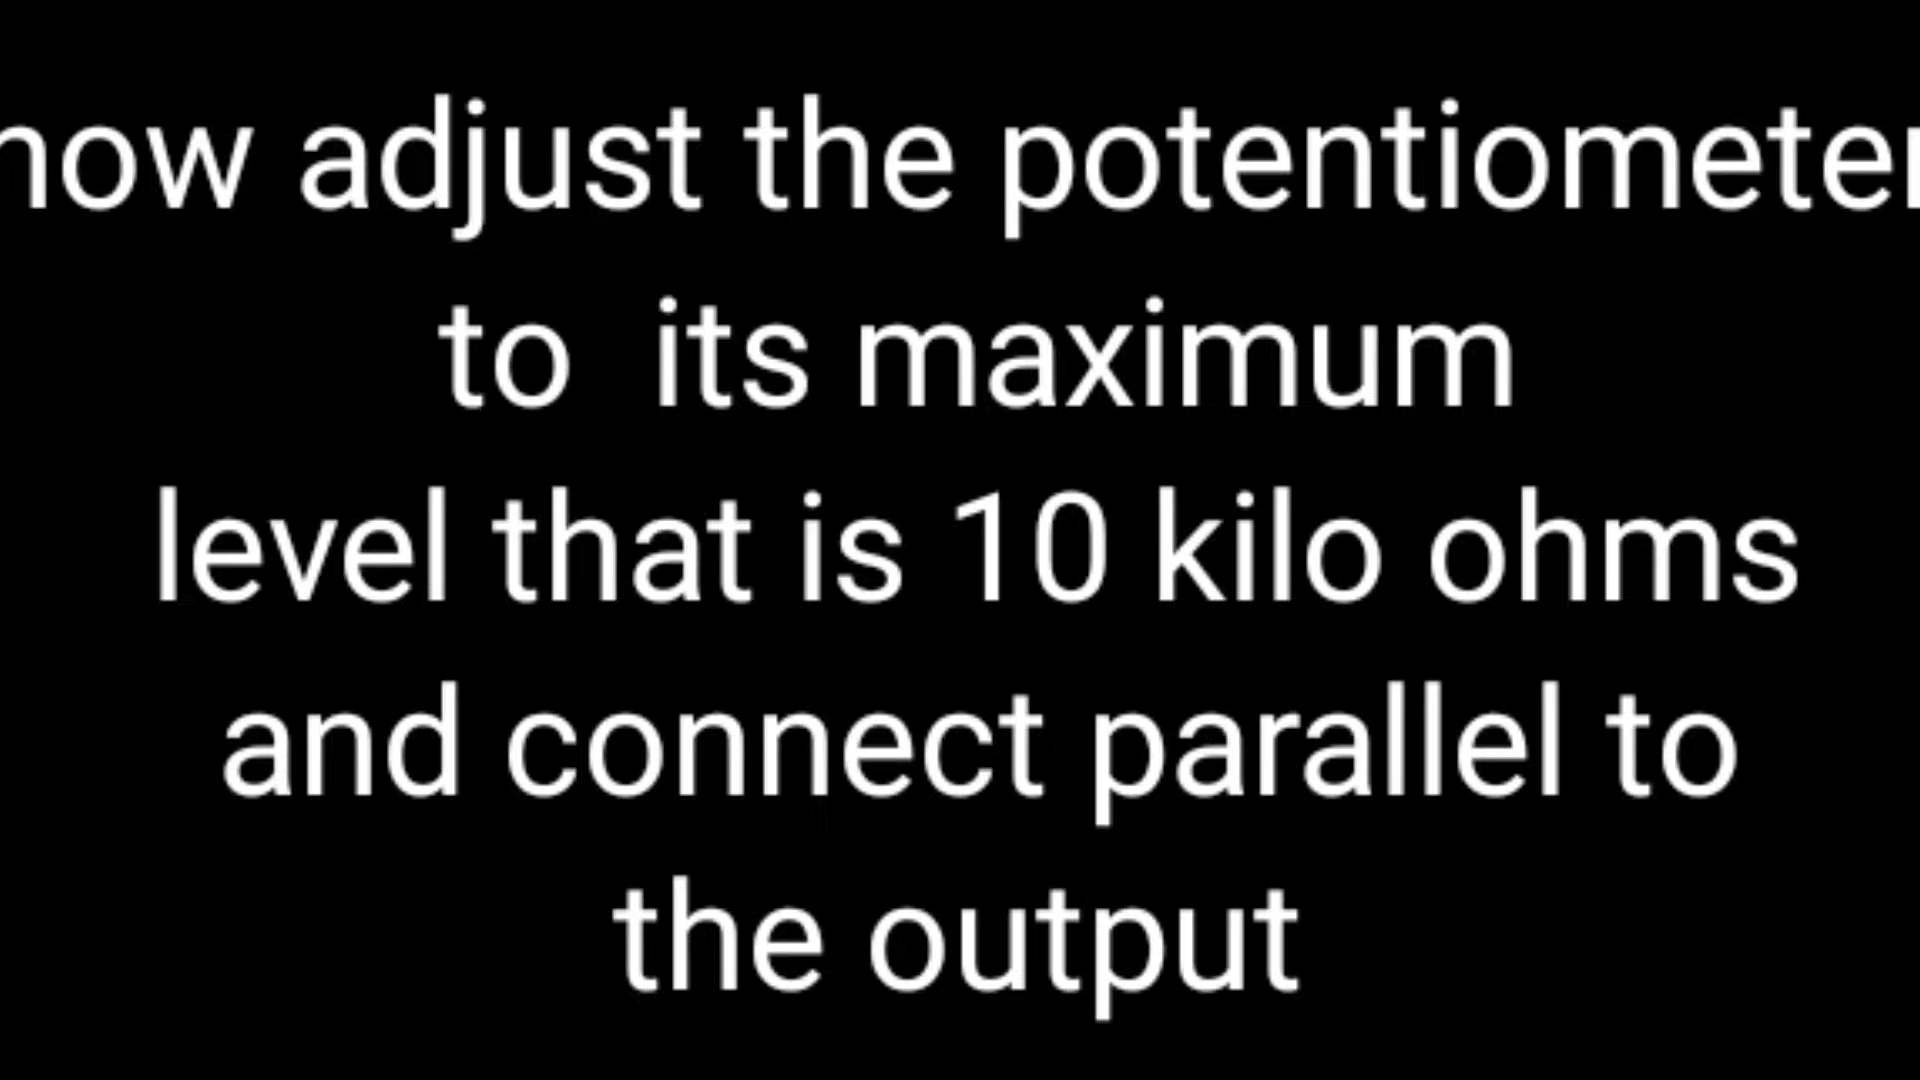 now adjust the potentiometer
to its maximum
level that is 10 kilo ohms
and connect parallel to
the output